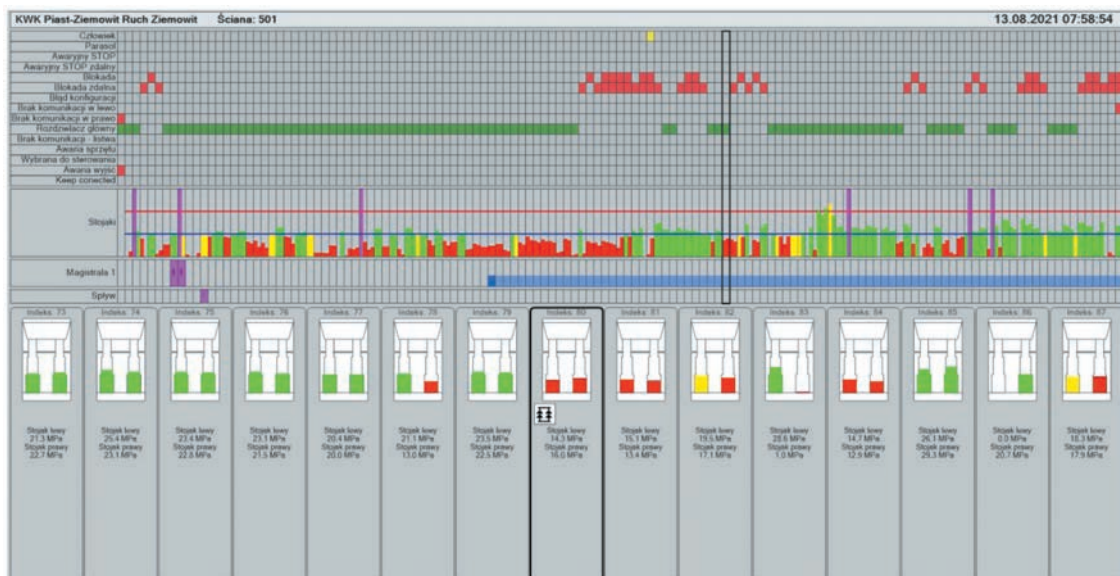 KWK Piast-Ziemowit Ruch Ziemowit Ściana: 501 13.08.2021 07:58:54
Człowiek
Parasol
Awaryjny STOP
Awaryjny STOP zdalny
Blokada
Blokada zdalna
Błąd konfiguracji
Brak komunikacji w lewo
Brak komunikacji w prawo
Rozdzielacz główny
Brak komunikacji - listwa
Awaria sprzętu
Wybrana do sterowania
Awaria wyjść
Keep conected
Stojaki
Magistrala 1
Spływ
Indeks: 73 Indeks: 74 Indeks: 75 Indeks: 76 Indeks: 77 Indeks: 78 Indeks: 79 Indeks: 80 Indeks: 81 Indeks: 82 Indeks: 83 Indeks: 84 Indeks: 85 Indeks: 86 Indeks: 87
Stojak lewy Stojak lewy Stojak lewy Stojak lewy Stojak lewy Stojak lewy Stojak lewy Stojak lewy Stojak lewy Stojak lewy Stojak lewy Stojak lewy Stojak lewy Stojak lewy Stojak lewy
21.3 MPa 25.4 MPa 23.4 MPa 23.1 MPa 20.4 MPa 21.1 MPa 23.5 MPa 14.3 MPa 15.1 MPa 19.5 MPa 28.6 MPa 14.7 MPa 26.1 MPa 0.0 MPa 18.3 MPa
Stojak prawy Stojak prawy Stojak prawy Stojak prawy Stojak prawy Stojak prawy Stojak prawy Stojak prawy Stojak prawy Stojak prawy Stojak prawy Stojak prawy Stojak prawy Stojak prawy Stojak prawy
22.7 MPa 23.1 MPa 22.8 MPa 21.5 MPa 20.0 MPa 13.0 MPa 22.5 MPa 16.0 MPa 13.4 MPa 17.1 MPa 1.0 MPa 12.9 MPa 29.3 MPa 20.7 MPa 17.9 MPa